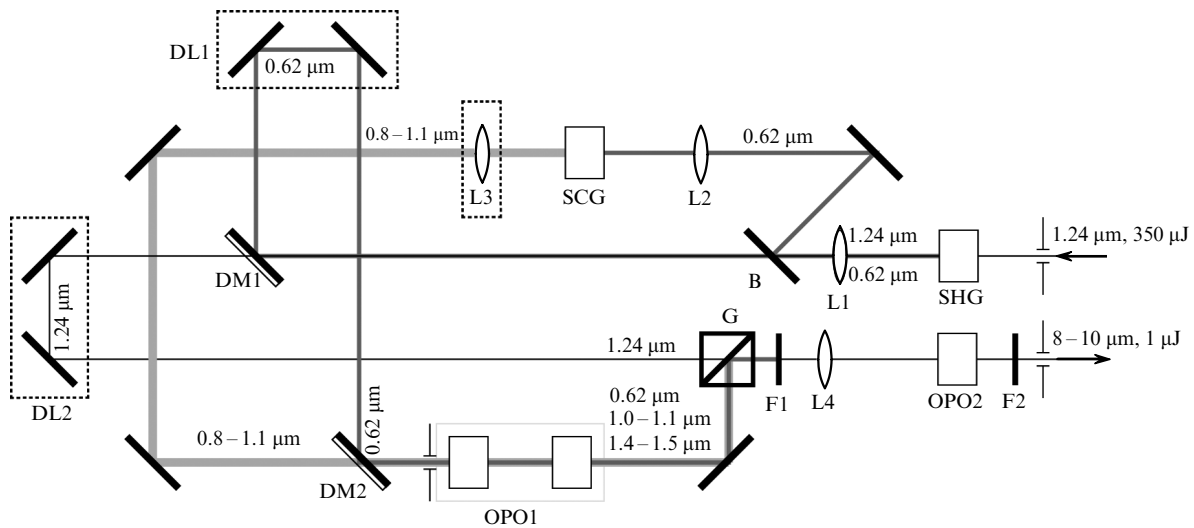 DL1
0.62 μm
0.8 – 1.1 μm
0.62 μm
L3
SCG
L2
1.24 μm
1.24 μm, 350 μJ
DM1
B
0.62 μm
L1
SHG
1.24 μm
G
8 – 10 μm, 1 μJ
1.24 μm
DL2
0.62 μm
F1
L4
OPO2
F2
0.62 μm
1.0 – 1.1 μm
0.8 – 1.1 μm
1.4 – 1.5 μm
DM2
OPO1